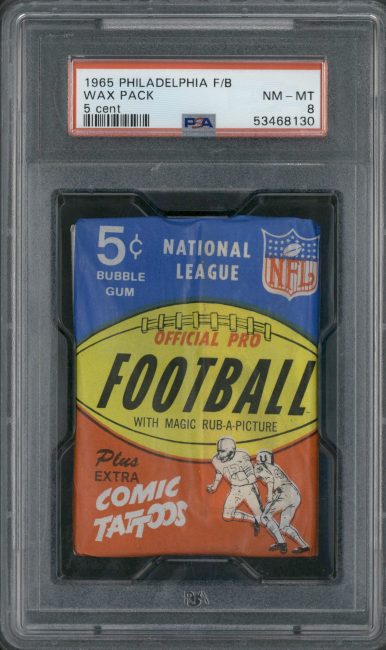 1965 PHILADELPHIA F/B
WAX PACK NM - MT
5 cent 8
PSA 53468130
5¢ NATIONAL
BUBBLE LEAGUE
GUM NFL
OFFICIAL PRO
FOOTBALL
WITH MAGIC RUB-A-PICTURE
Plus
EXTRA
COMIC
TATTOOS
PSA